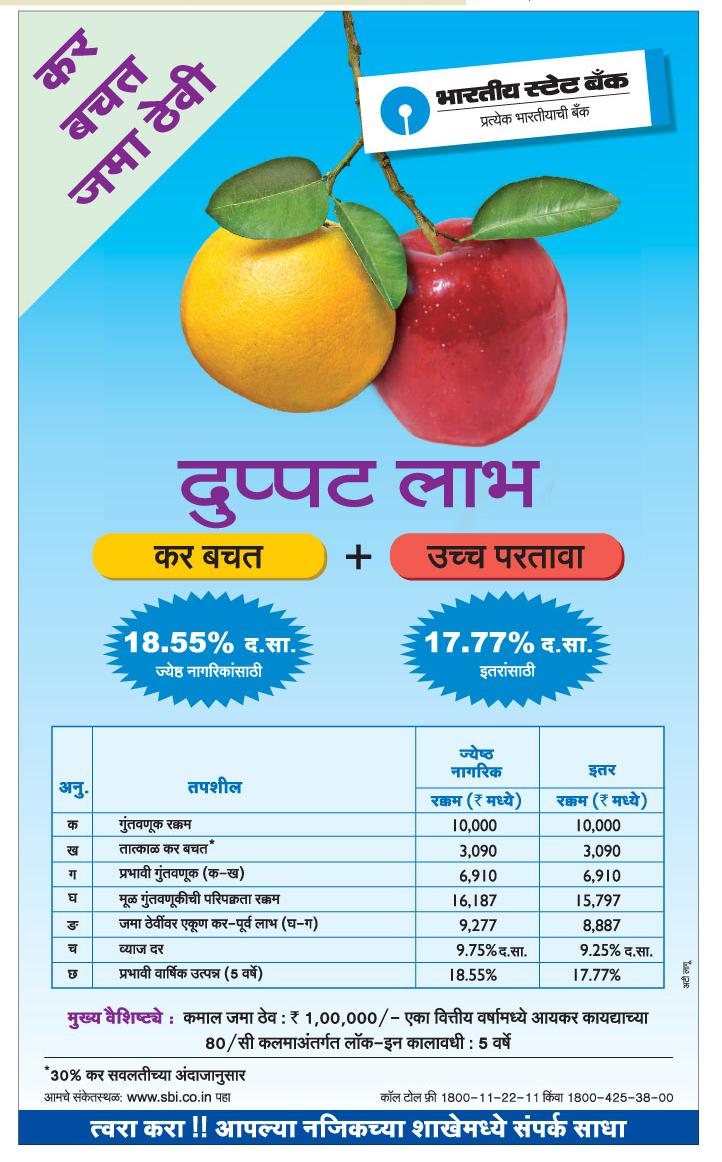 कर
बचत
जमा ठेवी
भारतीय स्टेट बँक
प्रत्येक भारतीयाची बँक
दुप्पट लाभ
कर बचत + उच्च परतावा
18.55% द.सा. 17.77% द.सा.
ज्येष्ठ नागरिकांसाठी इतरांसाठी
अनु. तपशील ज्येष्ठ नागरिक इतर
रक्कम (₹ मध्ये) रक्कम (₹ मध्ये)
क गुंतवणूक रक्कम 10,000 10,000
ख तात्काळ कर बचत* 3,090 3,090
ग प्रभावी गुंतवणूक (क-ख) 6,910 6,910
घ मूळ गुंतवणूकीची परिपक्वता रक्कम 16,187 15,797
ङ जमा ठेवींवर एकूण कर-पूर्व लाभ (घ-ग) 9,277 8,887
च व्याज दर 9.75% द.सा. 9.25% द.सा.
छ प्रभावी वार्षिक उत्पन्न (5 वर्षे) 18.55% 17.77%
अटी लागू
मुख्य वैशिष्ट्ये : कमाल जमा ठेव : ₹ 1,00,000/- एका वित्तीय वर्षामध्ये आयकर कायद्याच्या
80/सी कलमाअंतर्गत लॉक-इन कालावधी : 5 वर्षे
*30% कर सवलतीच्या अंदाजानुसार
आमचे संकेतस्थळ: www.sbi.co.in पहा कॉल टोल फ्री 1800-11-22-11 किंवा 1800-425-38-00
त्वरा करा !! आपल्या नजिकच्या शाखेमध्ये संपर्क साधा